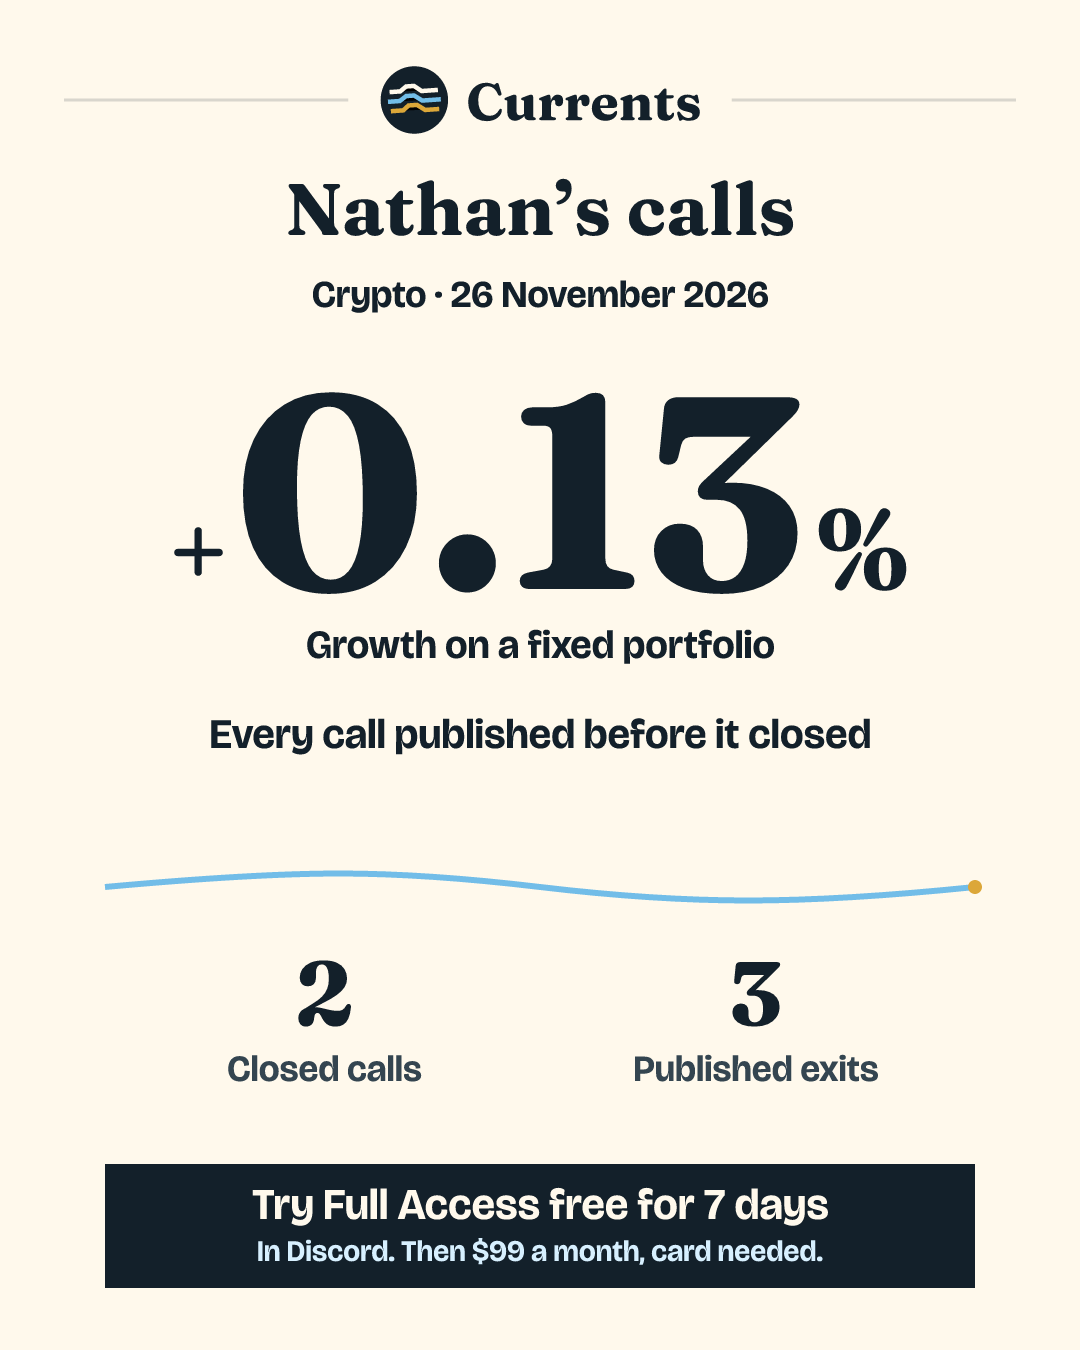 Currents
Nathan’s calls
Crypto · 26 November 2026
+0.13%
Growth on a fixed portfolio
Every call published before it closed
2
Closed calls
3
Published exits
Try Full Access free for 7 days
In Discord. Then $99 a month, card needed.